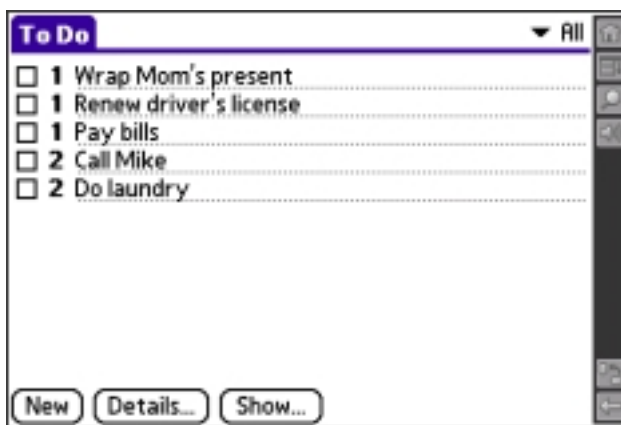 To Do All
1 Wrap Mom's present
1 Renew driver's license
1 Pay bills
2 Call Mike
2 Do laundry
New Details... Show...